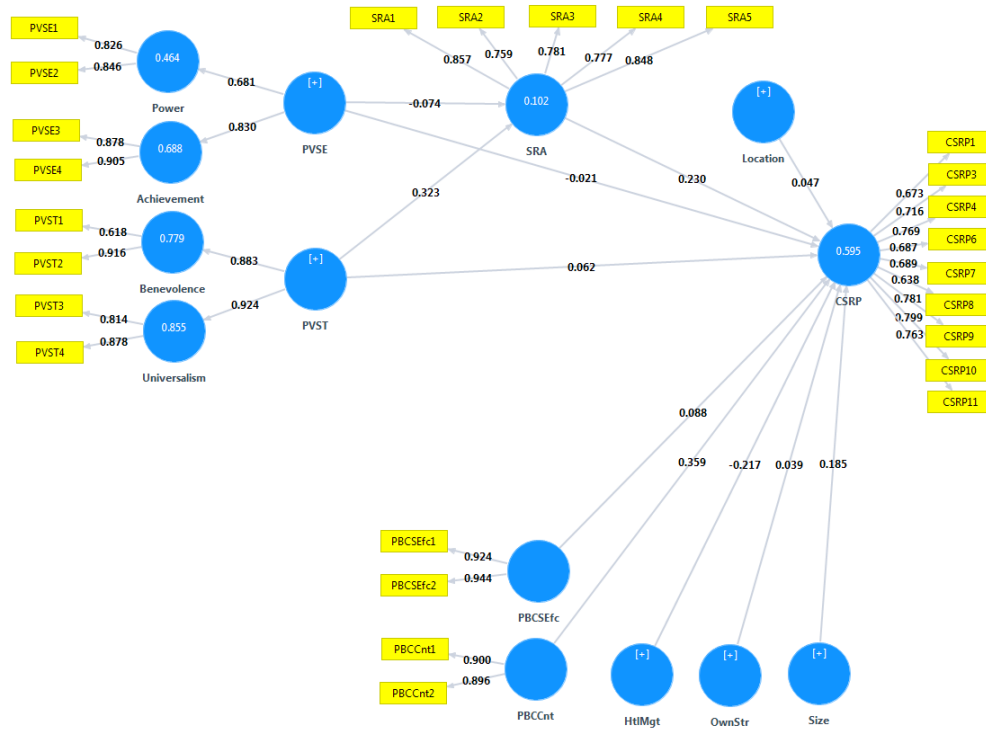 PVSE1
0.826
PVSE2
0.846
0.464
Power
0.681
PVSE3
0.878
PVSE4
0.905
0.688
Achievement
0.830
[+]
PVSE
PVST1
0.618
PVST2
0.916
0.779
Benevolence
0.883
PVST3
0.814
PVST4
0.878
0.855
Universalism
0.924
[+]
PVST
SRA1
SRA2
SRA3
SRA4
SRA5
0.857
0.759
0.781
0.777
0.848
0.102
SRA
-0.074
-0.021
0.323
0.062
0.230
[+]
Location
0.047
0.595
CSRP
CSRP1
CSRP3
CSRP4
CSRP6
CSRP7
CSRP8
CSRP9
CSRP10
CSRP11
0.673
0.716
0.769
0.687
0.689
0.638
0.781
0.799
0.763
0.088
0.359
-0.217
0.039
0.185
PBCSEfc1
0.924
PBCSEfc2
0.944
PBCSEfc
PBCCnt1
0.900
PBCCnt2
0.896
PBCCnt
[+]
HtlMgt
[+]
OwnStr
[+]
Size